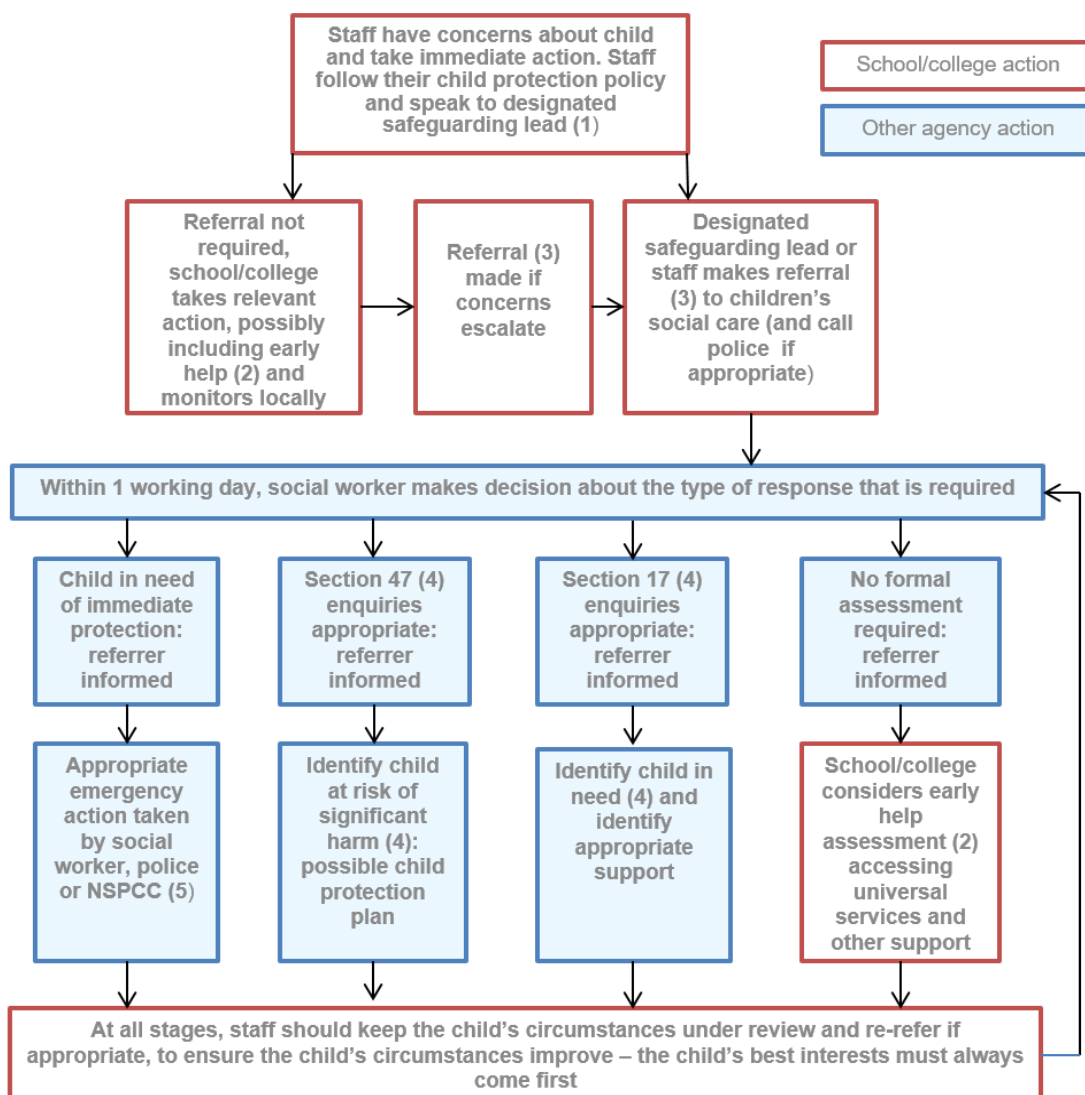 Staff have concerns about child
and take immediate action. Staff
follow their child protection policy
and speak to designated
safeguarding lead (1)
School/college action
Other agency action
Referral not
required,
school/college
takes relevant
action, possibly
including early
help (2) and
monitors locally
Referral (3)
made if
concerns
escalate
Designated
safeguarding lead or
staff makes referral
(3) to children’s
social care (and call
police if
appropriate)
Within 1 working day, social worker makes decision about the type of response that is required
Child in need
of immediate
protection:
referrer
informed
Section 47 (4)
enquiries
appropriate:
referrer
informed
Section 17 (4)
enquiries
appropriate:
referrer
informed
No formal
assessment
required:
referrer
informed
Appropriate
emergency
action taken
by social
worker, police
or NSPCC (5)
Identify child
at risk of
significant
harm (4):
possible child
protection
plan
Identify child in
need (4) and
identify
appropriate
support
School/college
considers early
help
assessment (2)
accessing
universal
services and
other support
At all stages, staff should keep the child’s circumstances under review and re-refer if
appropriate, to ensure the child’s circumstances improve – the child’s best interests must always
come first